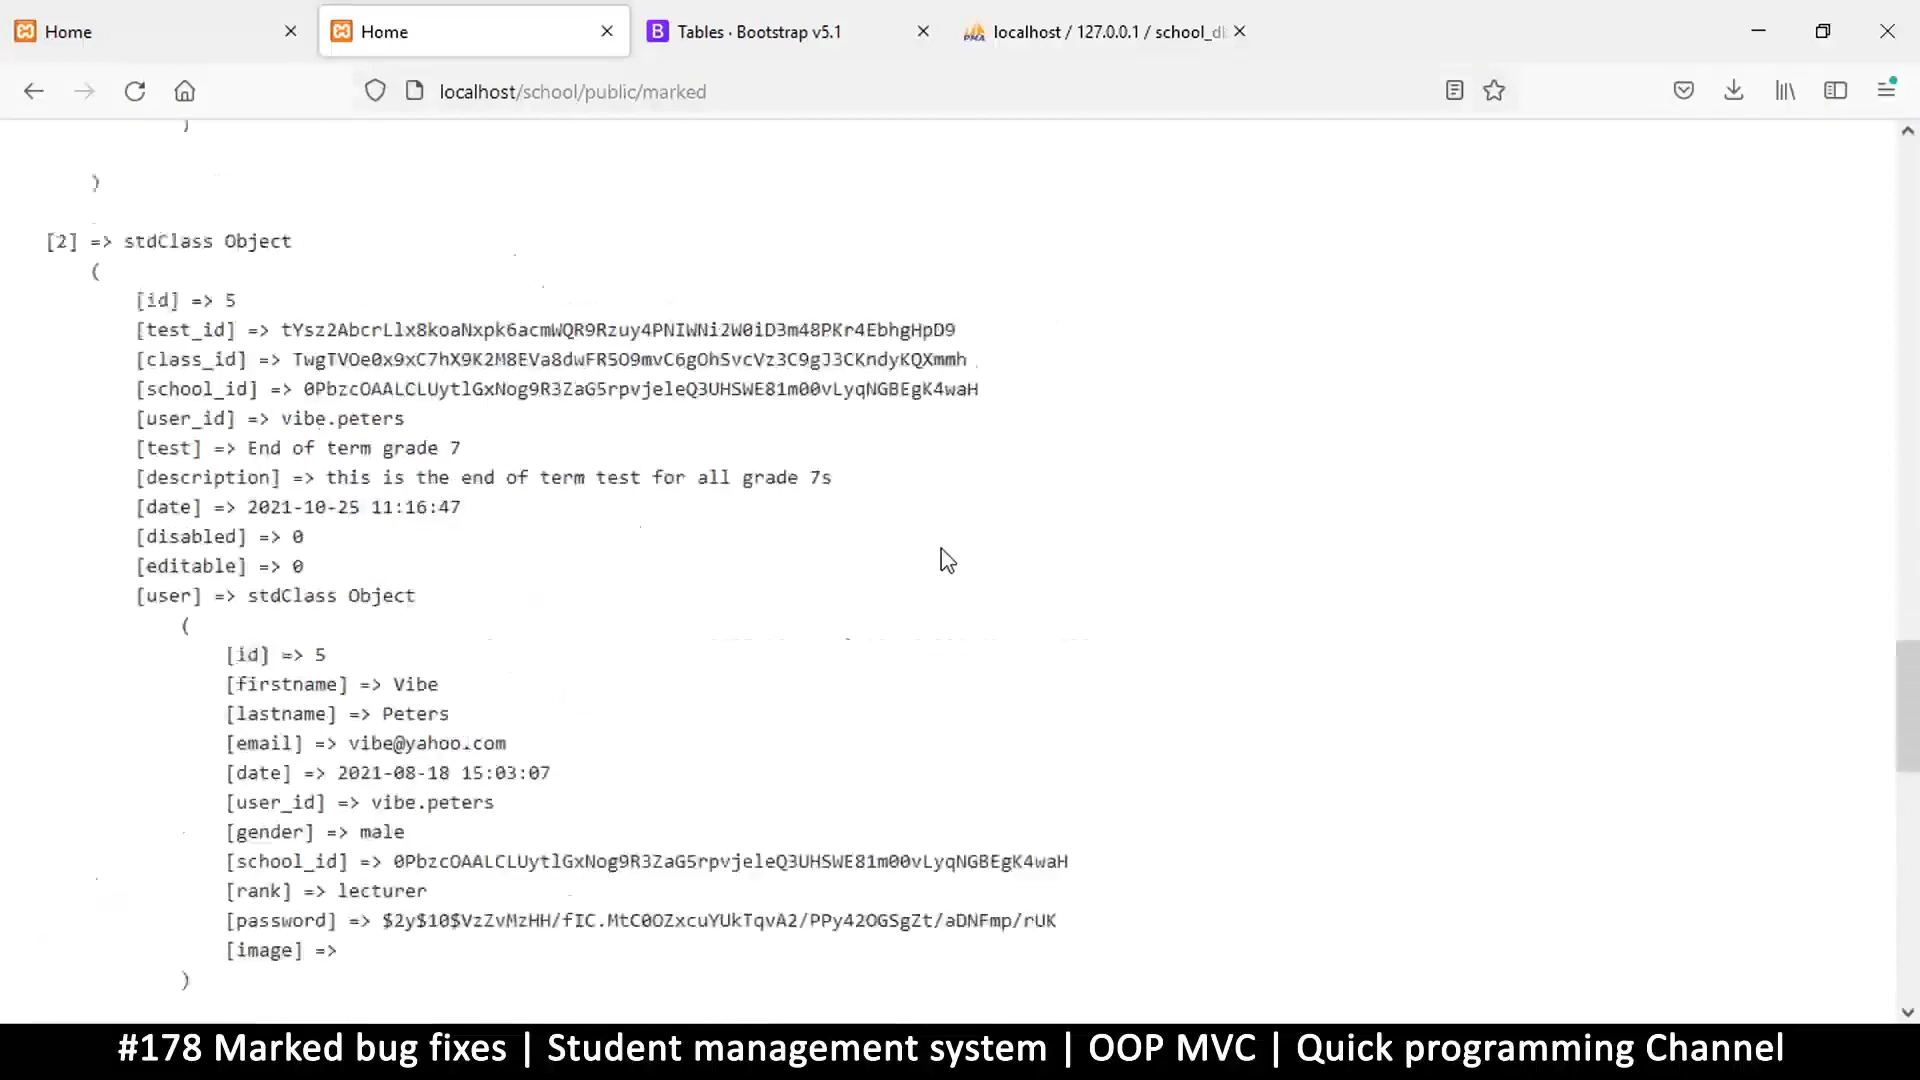 Home
Home
Tables · Bootstrap v5.1
localhost / 127.0.0.1 / school_d
localhost/school/public/marked
)
)
[2] => stdClass Object
(
[id] => 5
[test_id] => tYsz2AbcrLlx8koaNxpk6acmWQR9Rzuy4PNIWNi2W0iD3m48PKr4EbhgHpD9
[class_id] => TwgTVOe0x9xC7hX9K2M8EVa8dwFR5O9mvC6gOhSvcVz3C9gJ3CKndyKQXmmh
[school_id] => 0PbzcOAALCLUytlGxNog9R3ZaG5rpvjeleQ3UHSWE81m00vLyqNGBEgK4waH
[user_id] => vibe.peters
[test] => End of term grade 7
[description] => this is the end of term test for all grade 7s
[date] => 2021-10-25 11:16:47
[disabled] => 0
[editable] => 0
[user] => stdClass Object
(
[id] => 5
[firstname] => Vibe
[lastname] => Peters
[email] => vibe@yahoo.com
[date] => 2021-08-18 15:03:07
[user_id] => vibe.peters
[gender] => male
[school_id] => 0PbzcOAALCLUytlGxNog9R3ZaG5rpvjeleQ3UHSWE81m00vLyqNGBEgK4waH
[rank] => lecturer
[password] => $2y$10$VzZvMzHH/fIC.MtC0OZxcuYUkTqvA2/PPy42OGSgZt/aDNFmp/rUK
[image] =>
)
#178 Marked bug fixes | Student management system | OOP MVC | Quick programming Channel